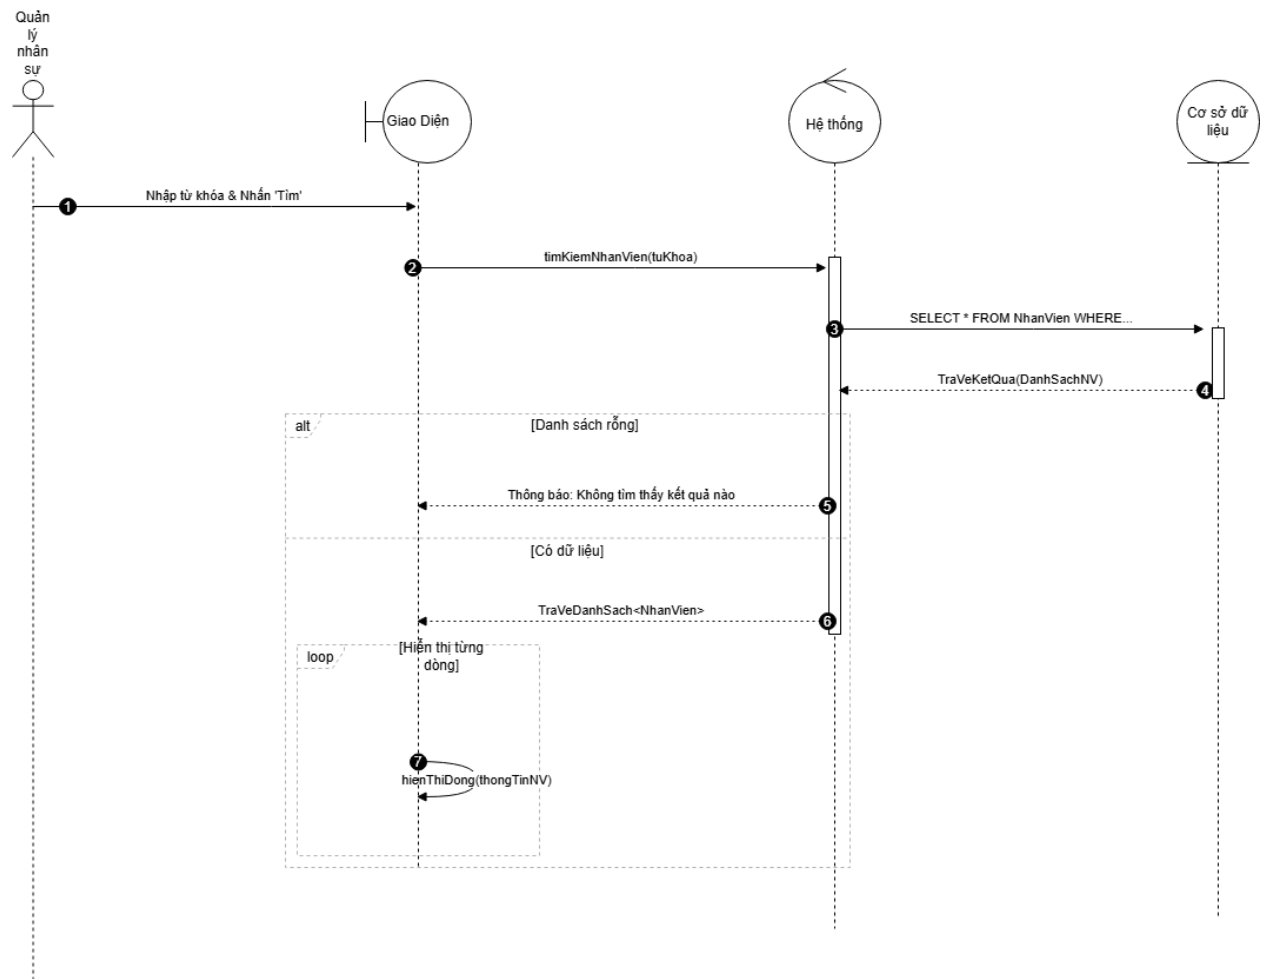 Quản
lý
nhân
sự
Giao Diện
Hệ thống
Cơ sở dữ
liệu
1
Nhập từ khóa & Nhấn 'Tìm'
2
timKiemNhanVien(tuKhoa)
3
SELECT * FROM NhanVien WHERE...
TraVeKetQua(DanhSachNV)
4
alt
[Danh sách rỗng]
Thông báo: Không tìm thấy kết quả nào
5
[Có dữ liệu]
TraVeDanhSach<NhanVien>
6
loop
[Hiển thị từng
dòng]
7
hienThiDong(thongTinNV)